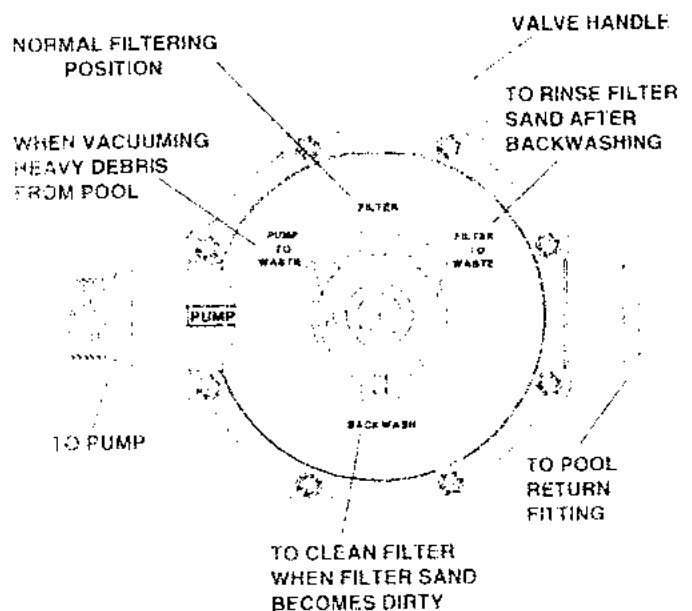 NORMAL FILTERING
POSITION
VALVE HANDLE
TO RINSE FILTER
SAND AFTER
BACKWASHING
WHEN VACUUMING
HEAVY DEBRIS
FROM POOL
FILTER
PUMP
TO
WASTE
FILTER
TO
WASTE
PUMP
BACKWASH
TO PUMP
TO POOL
RETURN
FITTING
TO CLEAN FILTER
WHEN FILTER SAND
BECOMES DIRTY